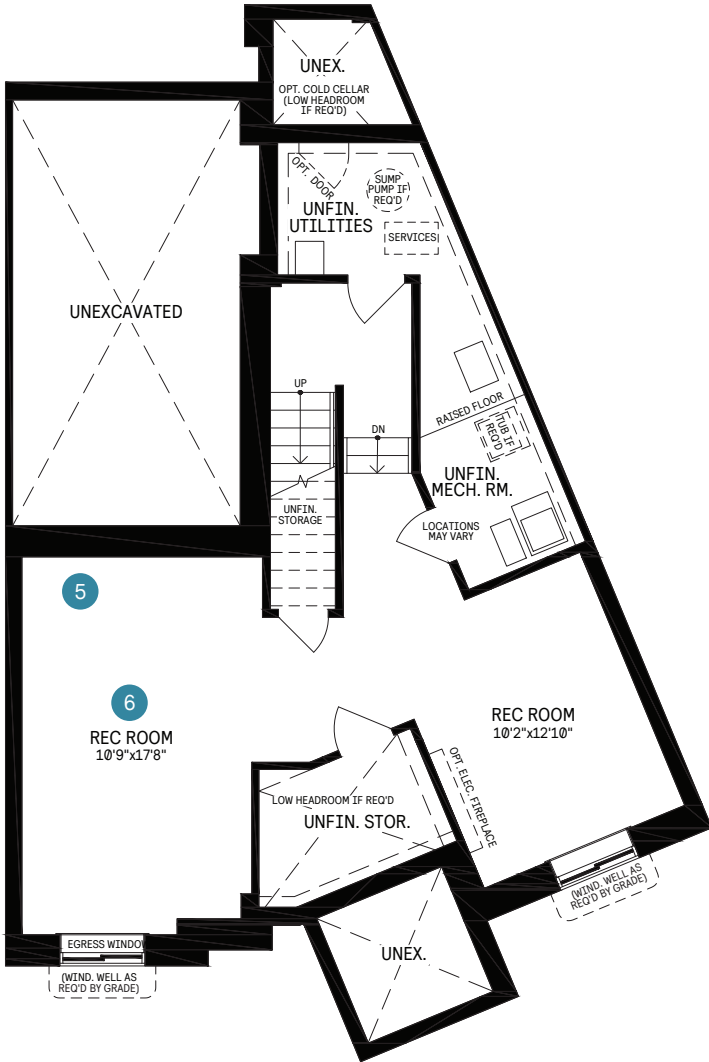 UNEX.
OPT. COLD CELLAR
(LOW HEADROOM
IF REQ'D)
OPT. DOOR
SUMP
PUMP IF
REQ'D
UNFIN.
UTILITIES
SERVICES
UNEXCAVATED
UP
DN
RAISED FLOOR
TUB IF
REQ'D
UNFIN.
MECH. RM.
UNFIN.
STORAGE
LOCATIONS
MAY VARY
5
6
REC ROOM
10'9"x17'8"
REC ROOM
10'2"x12'10"
OPT. ELEC. FIREPLACE
LOW HEADROOM IF REQ'D
UNFIN. STOR.
(WIND. WELL AS
REQ'D BY GRADE)
EGRESS WINDOW
UNEX.
(WIND. WELL AS
REQ'D BY GRADE)